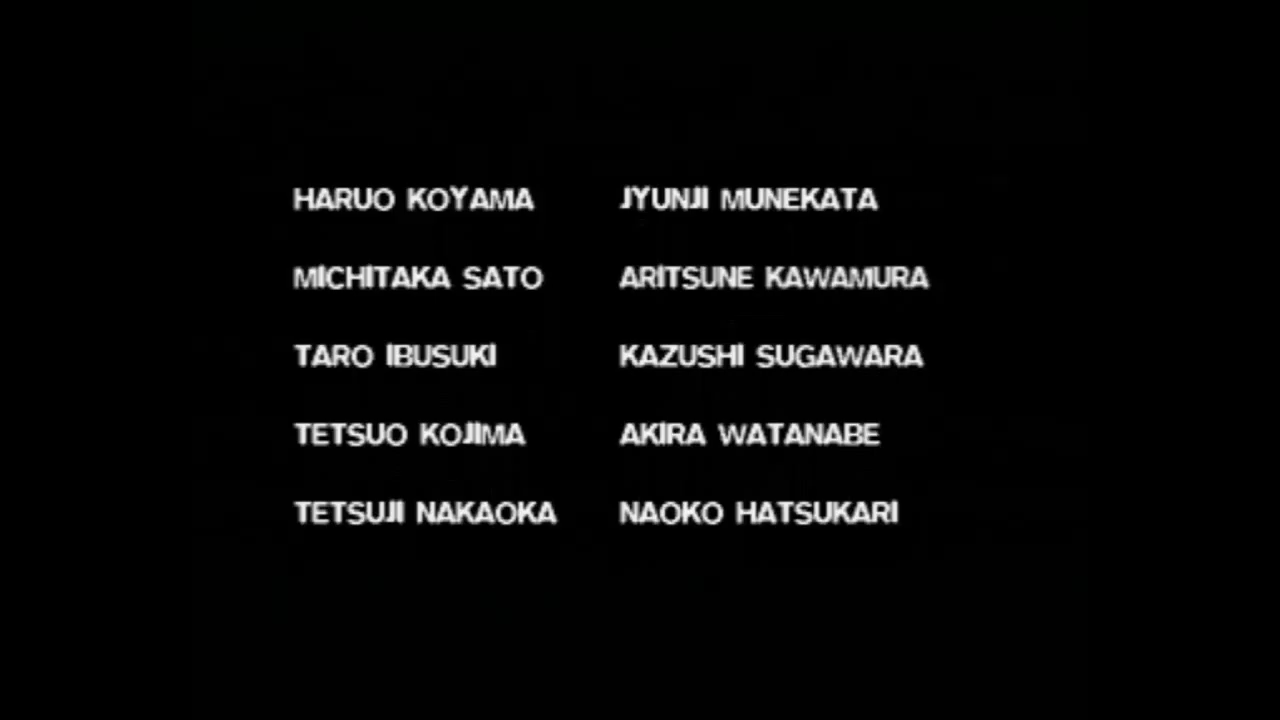 HARUO KOYAMA JYUNJI MUNEKATA
MICHITAKA SATO ARITSUNE KAWAMURA
TARO IBUSUKI KAZUSHI SUGAWARA
TETSUO KOJIMA AKIRA WATANABE
TETSUJI NAKAOKA NAOKO HATSUKARI